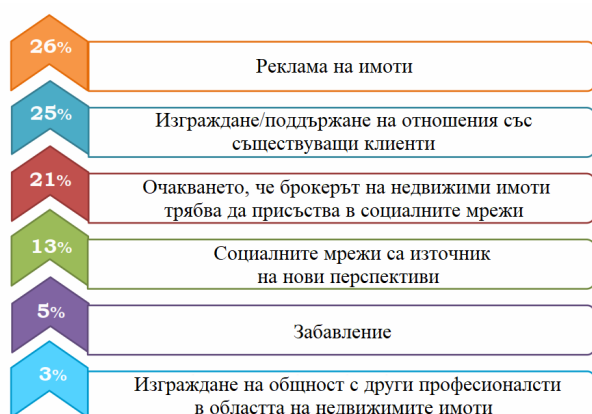 26%
Реклама на имоти
25%
Изграждане/поддържане на отношения със
съществуващи клиенти
21%
Очакването, че брокерът на недвижими имоти
трябва да присъства в социалните мрежи
13%
Социалните мрежи са източник
на нови перспективи
5%
Забавление
3%
Изграждане на общност с други професионалсти
в областта на недвижимите имоти